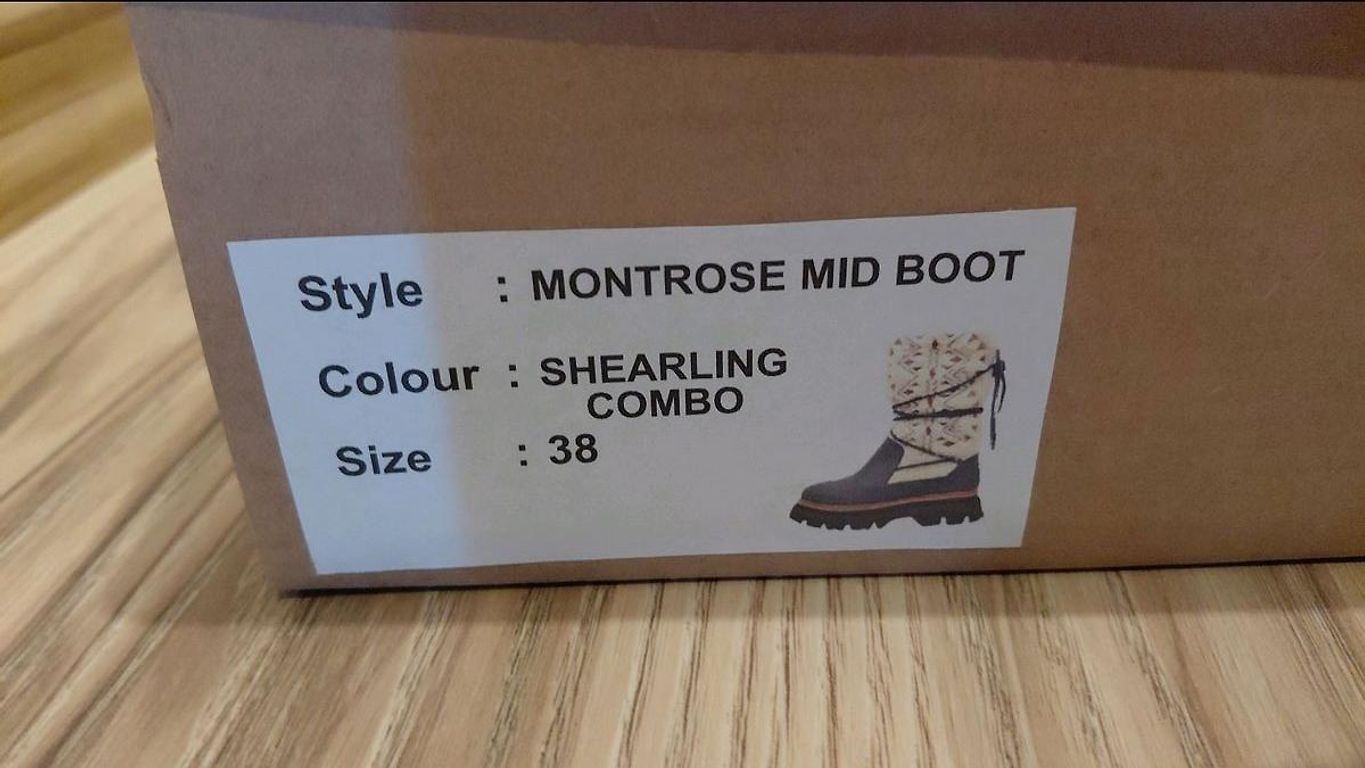 Style : MONTROSE MID BOOT
Colour : SHEARLING
COMBO
Size : 38